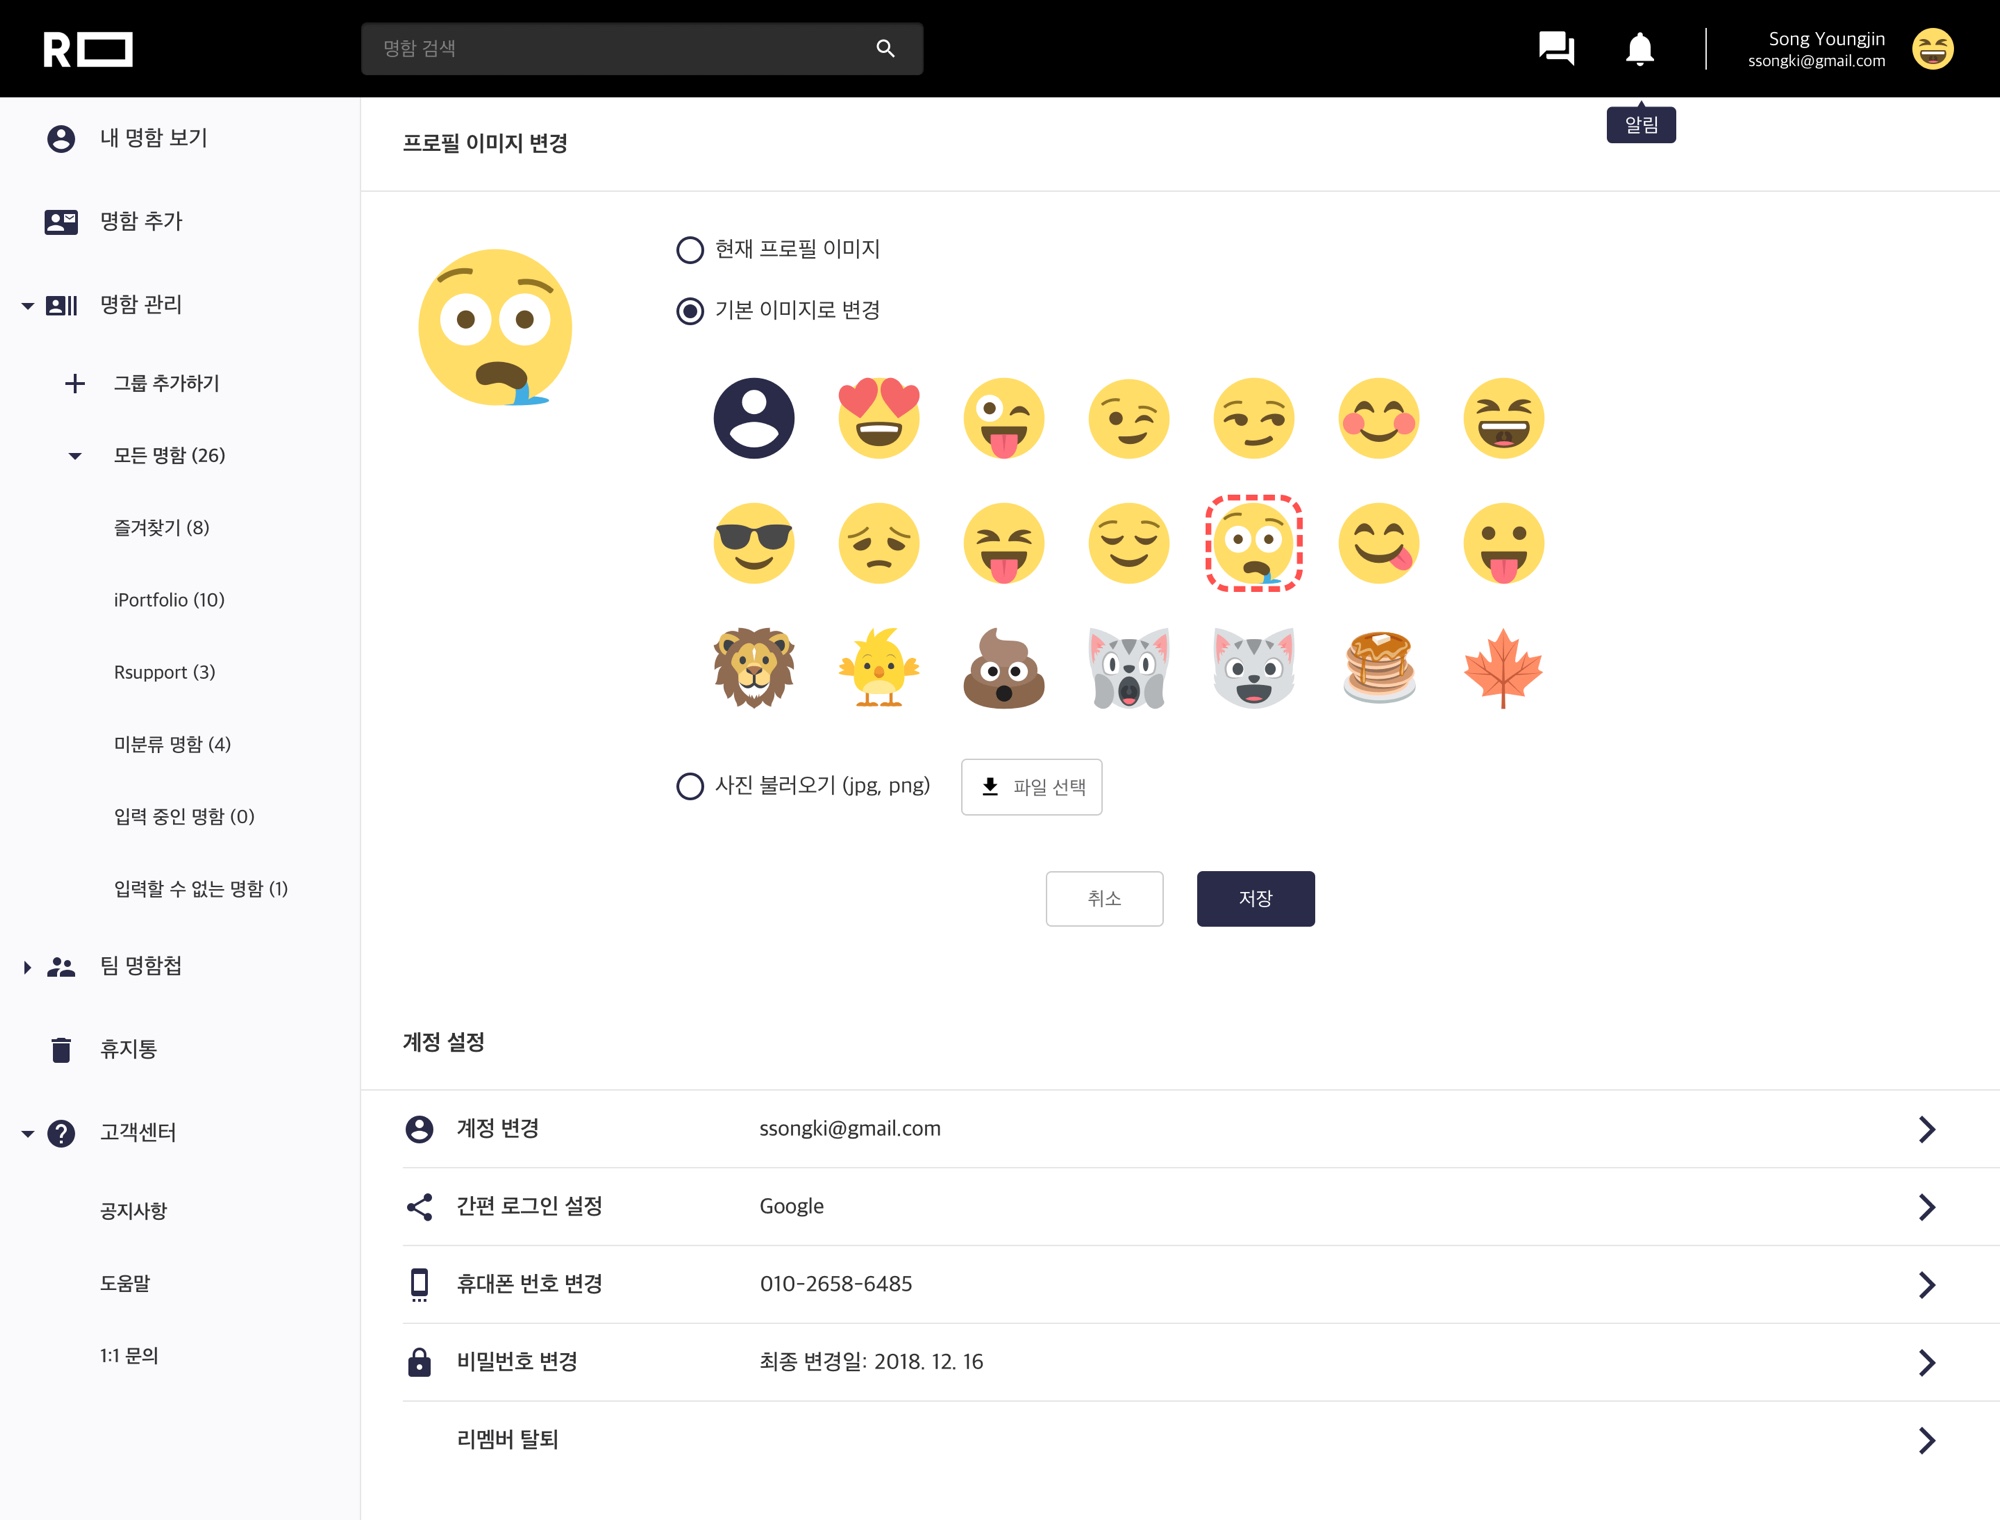 R
명함 검색
Song Youngjin
ssongki@gmail.com
알림
내 명함 보기
명함 추가
명함 관리
그룹 추가하기
모든 명함 (26)
즐겨찾기 (8)
iPortfolio (10)
Rsupport (3)
미분류 명함 (4)
입력 중인 명함 (0)
입력할 수 없는 명함 (1)
팀 명함첩
휴지통
고객센터
공지사항
도움말
1:1 문의
프로필 이미지 변경
현재 프로필 이미지
기본 이미지로 변경
사진 불러오기 (jpg, png)
파일 선택
취소
저장
계정 설정
계정 변경
ssongki@gmail.com
간편 로그인 설정
Google
휴대폰 번호 변경
010-2658-6485
비밀번호 변경
최종 변경일: 2018. 12. 16
리멤버 탈퇴